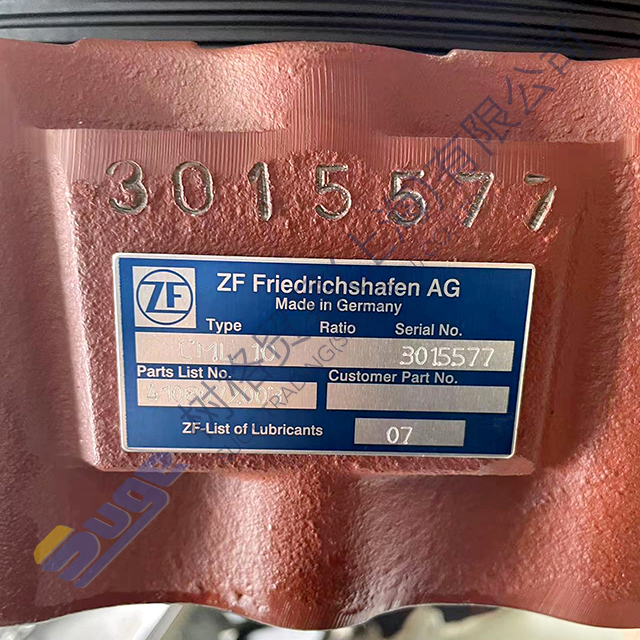 3015577
ZF
ZF Friedrichshafen AG
Made in Germany
Type Ratio Serial No.
3015577
Parts List No. Customer Part No.
ZF-List of Lubricants 07
Suge